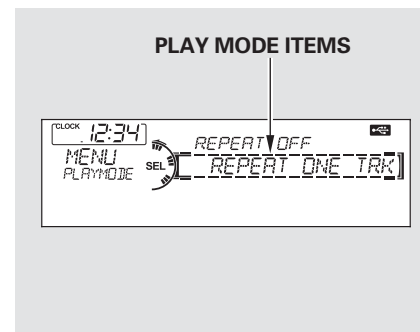 PLAY MODE ITEMS
CLOCK 12:34
REPEAT OFF
MENU
PLAYMODE
SEL
REPEAT ONE TRK